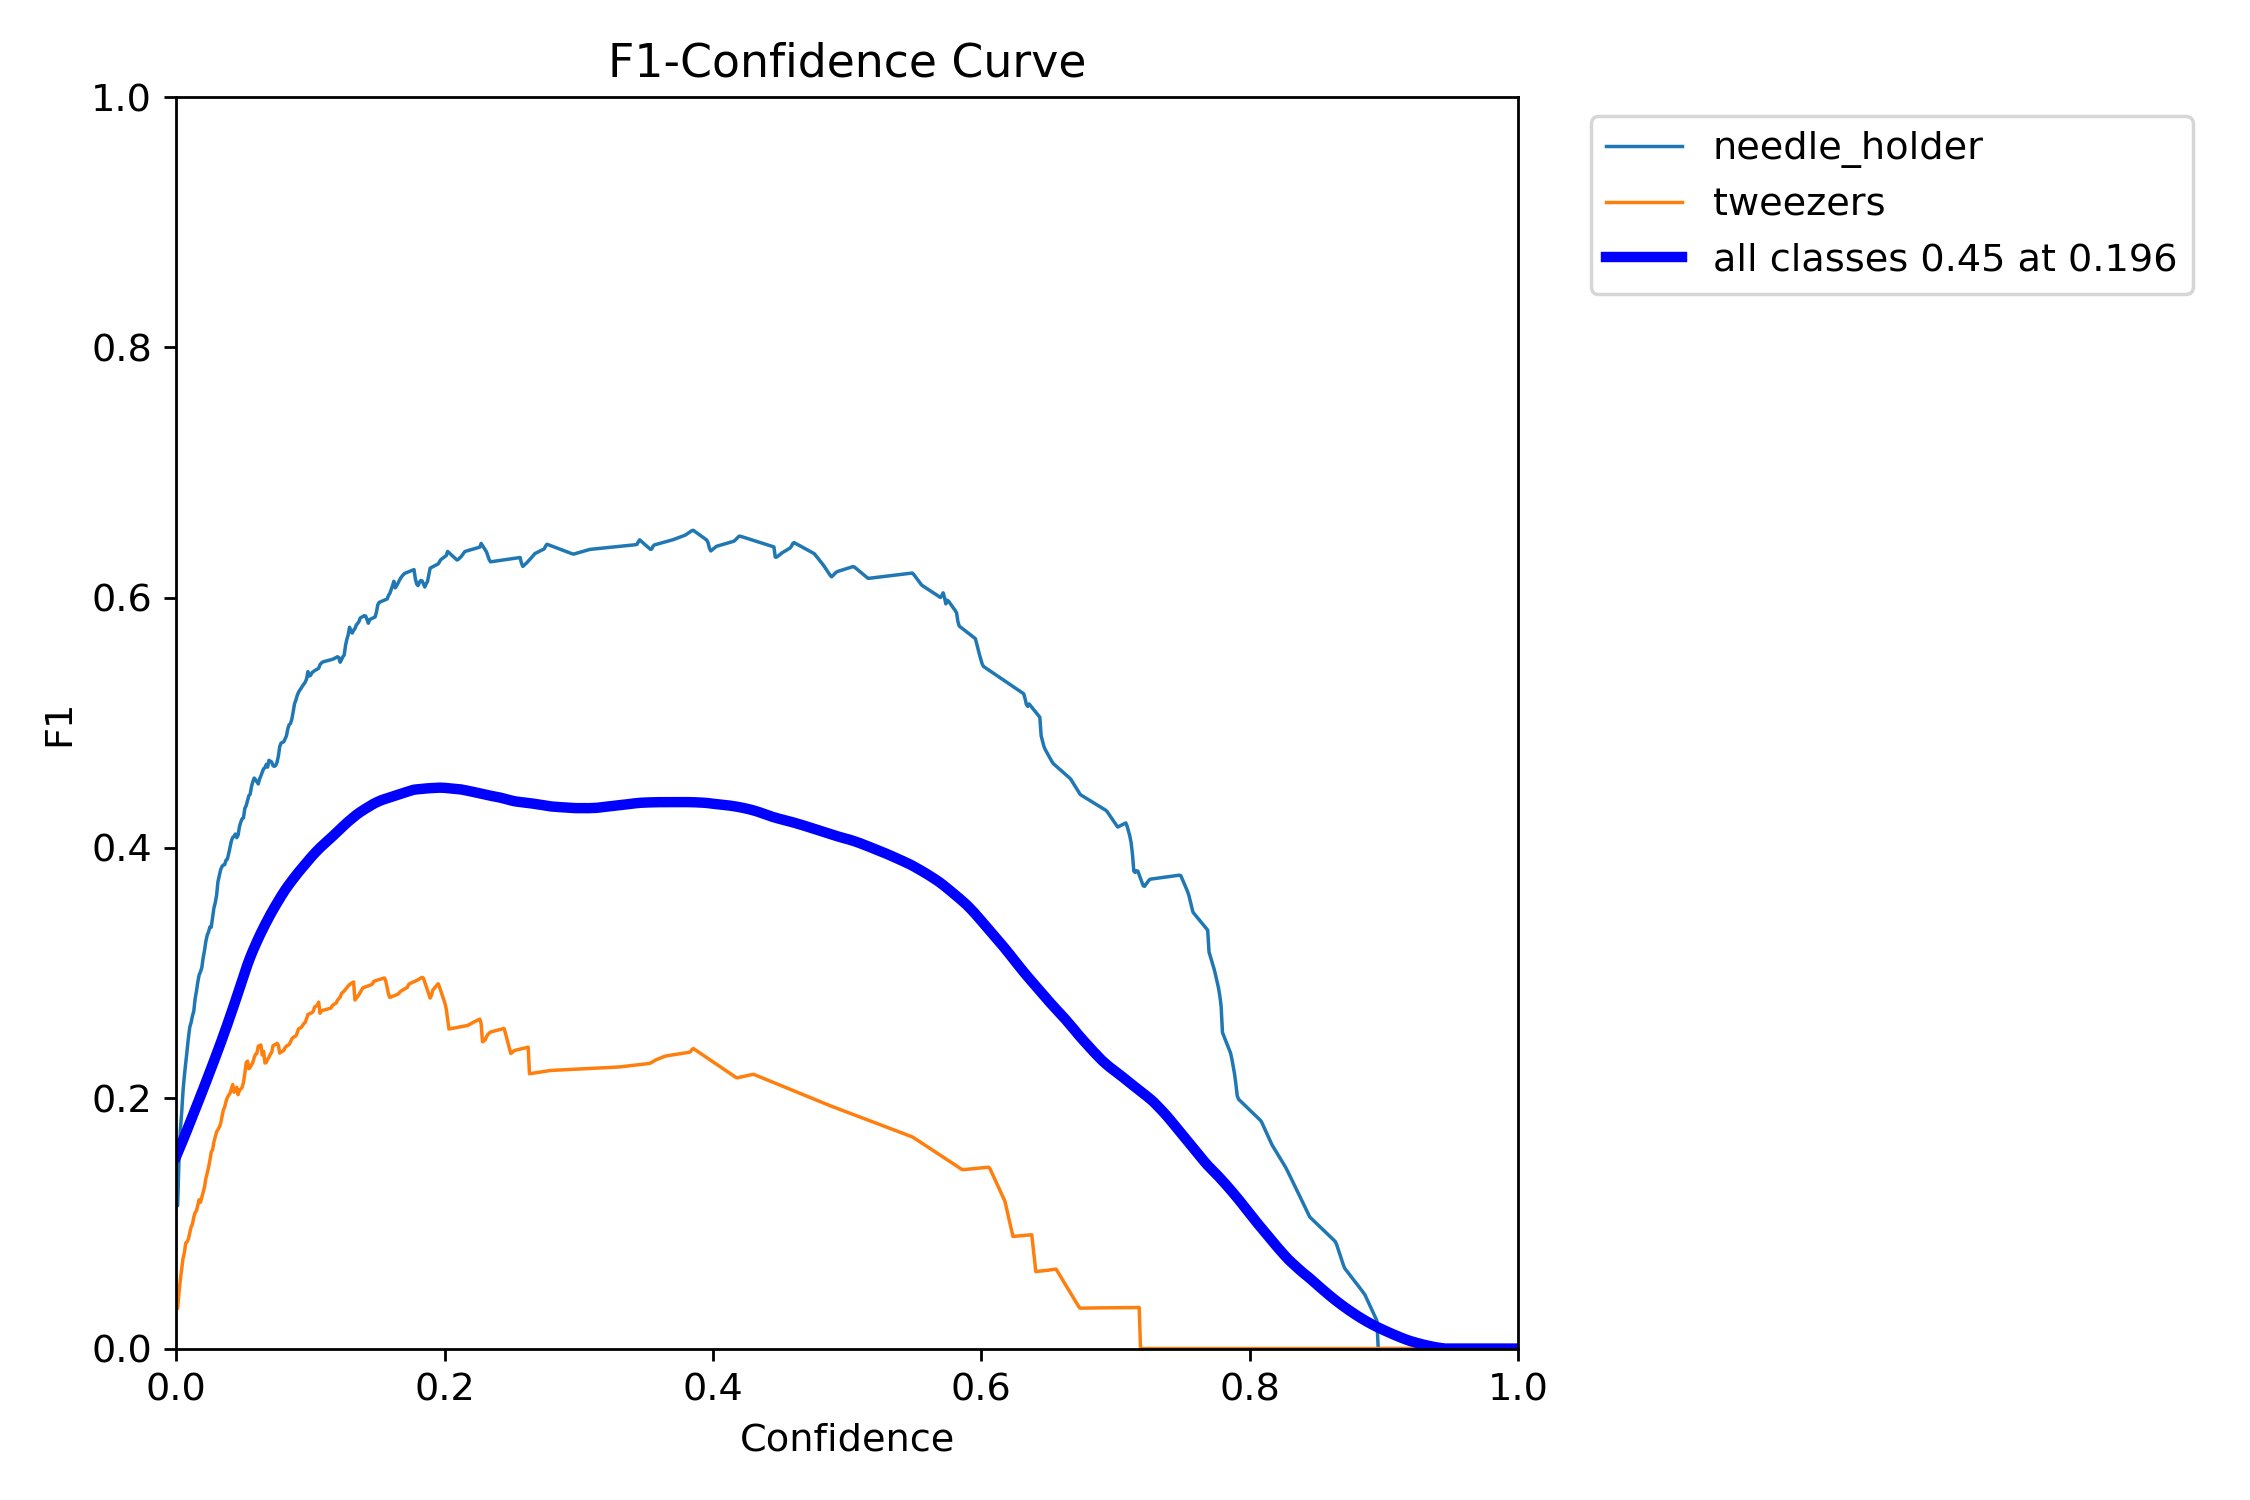 F1-Confidence Curve
1.0
0.8
0.6
0.4
0.2
0.0
F1
0.0 0.2 0.4 0.6 0.8 1.0
Confidence
needle_holder
tweezers
all classes 0.45 at 0.196